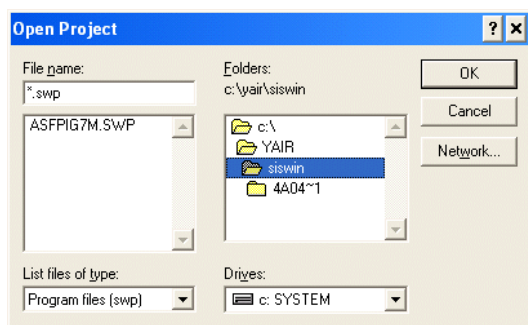 Open Project
File name:
*.swp
ASFPIG7M.SWP
List files of type:
Program files (swp)
Folders:
c:\yair\siswin
c:\
YAIR
siswin
4A04~1
Drives:
c: SYSTEM
OK
Cancel
Network...